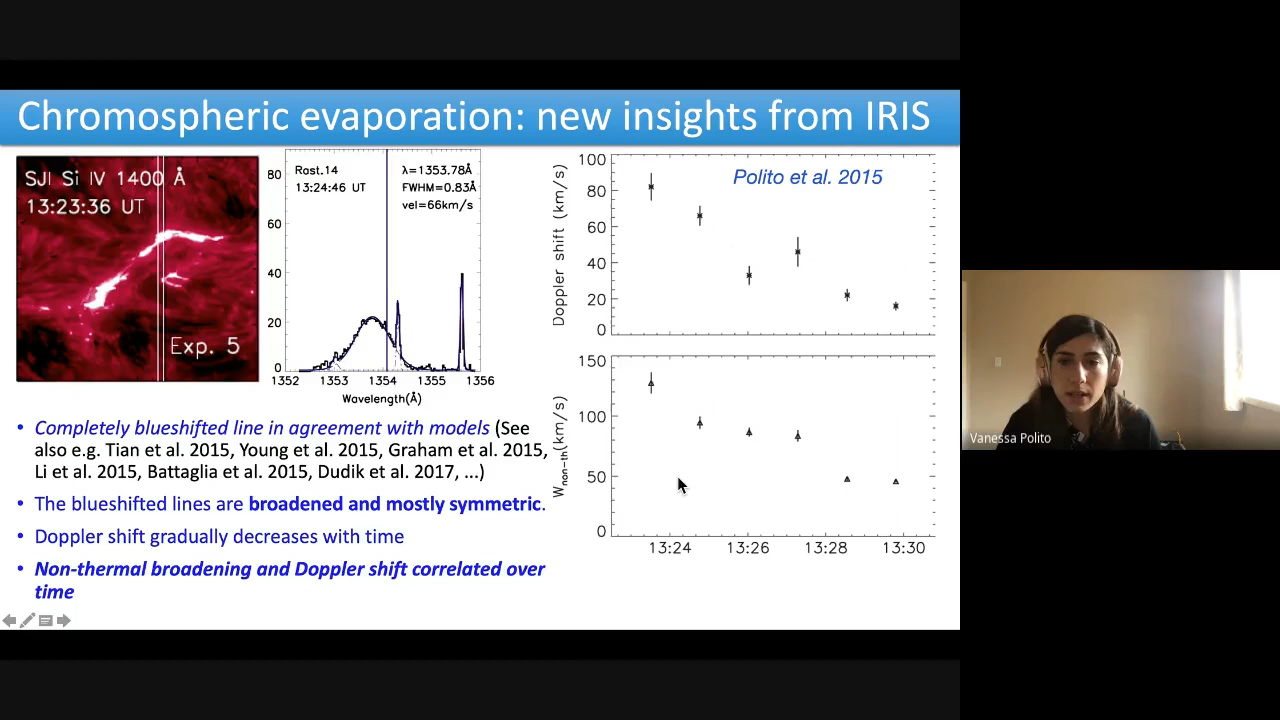 Chromospheric evaporation: new insights from IRIS
SJI Si IV 1400 Å
13:23:36 UT
Exp. 5
80
60
40
20
0
Rast.14
13:24:46 UT
λ=1353.78Å
FWHM=0.83Å
vel=66km/s
1352 1353 1354 1355 1356
Wavelength(Å)
Doppler shift (km/s)
100
80
60
40
20
0
Polito et al. 2015
Wnon-th(km/s)
150
100
50
0
13:24 13:26 13:28 13:30
• Completely blueshifted line in agreement with models (See
also e.g. Tian et al. 2015, Young et al. 2015, Graham et al. 2015,
Li et al. 2015, Battaglia et al. 2015, Dudik et al. 2017, ...)
• The blueshifted lines are broadened and mostly symmetric.
• Doppler shift gradually decreases with time
• Non-thermal broadening and Doppler shift correlated over
time
Vanessa Polito